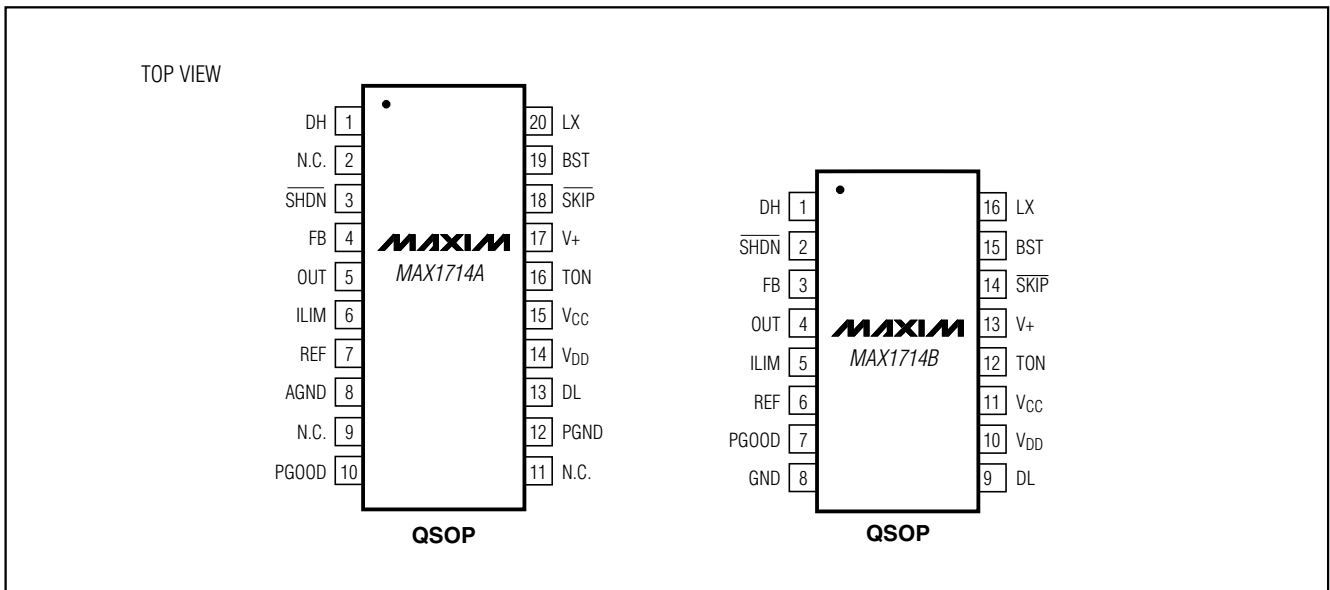 TOP VIEW
DH 1
N.C. 2
SHDN 3
FB 4
OUT 5
ILIM 6
REF 7
AGND 8
N.C. 9
PGOOD 10
MAXIM
MAX1714A
20 LX
19 BST
18 SKIP
17 V+
16 TON
15 VCC
14 VDD
13 DL
12 PGND
11 N.C.
QSOP
DH 1
SHDN 2
FB 3
OUT 4
ILIM 5
REF 6
PGOOD 7
GND 8
MAXIM
MAX1714B
16 LX
15 BST
14 SKIP
13 V+
12 TON
11 VCC
10 VDD
9 DL
QSOP